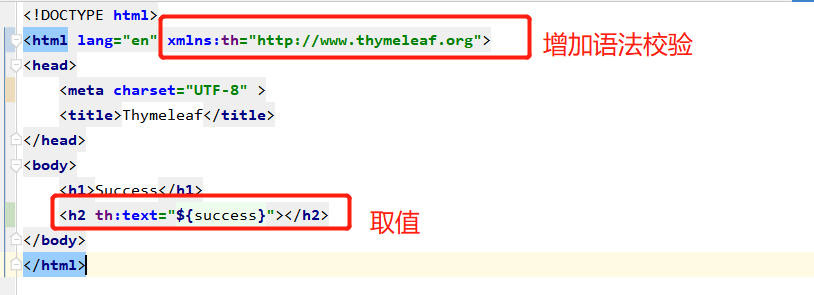 <!DOCTYPE html>
<html lang="en" xmlns:th="http://www.thymeleaf.org"> 增加语法校验
<head>
<meta charset="UTF-8" >
<title>Thymeleaf</title>
</head>
<body>
<h1>Success</h1>
<h2 th:text="${success}"></h2> 取值
</body>
</html>